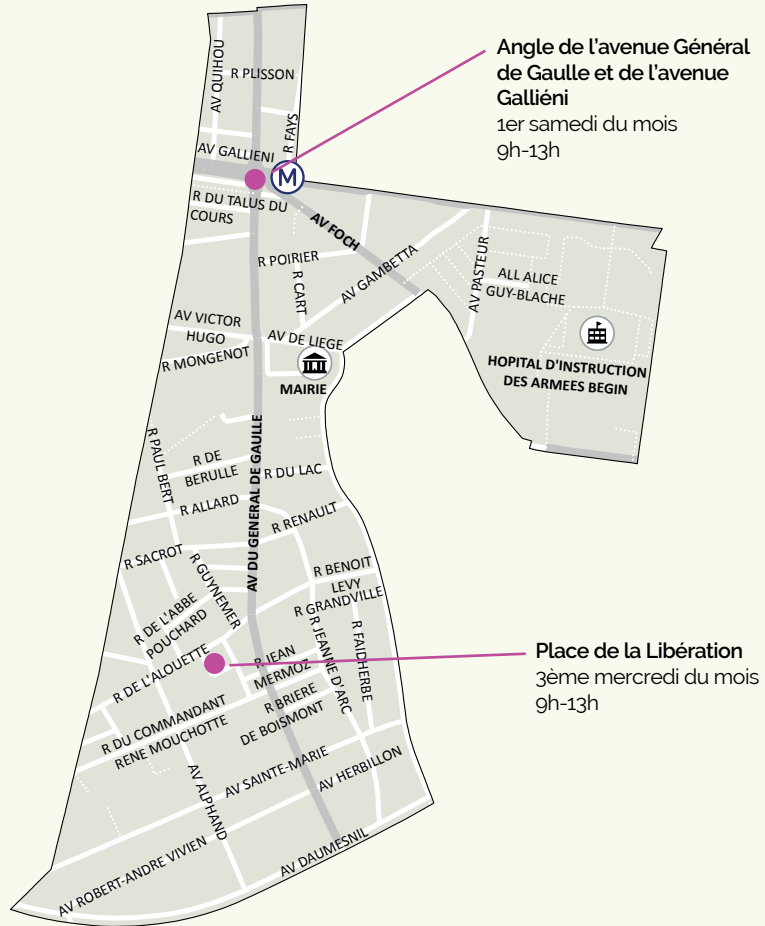 Angle de l'avenue Général
de Gaulle et de l'avenue
Galliéni
1er samedi du mois
9h-13h
AV QUIHOU
R PLISSON
R FAYS
AV GALLIENI
M
R DU TALUS DU
COURS
AV FOCH
R POIRIER
R CART
AV GAMBETTA
AV PASTEUR
ALL ALICE
GUY-BLACHE
AV VICTOR
HUGO
AV DE LIEGE
R MONGENOT
MAIRIE
HOPITAL D'INSTRUCTION
DES ARMEES BEGIN
R PAUL BERT
R DE
BERULLE
AV DU GENERAL DE GAULLE
R DU LAC
R ALLARD
R RENAULT
R SACROT
R GUYNEMER
R BENOIT
LEVY
R GRANDVILLE
R DE L'ABBE
POUCHARD
R JEANNE D'ARC
R FAIDHERBE
R DE L'ALOUETTE
R JEAN
MERMOZ
Place de la Libération
3ème mercredi du mois
9h-13h
R BRIERE
DE BOISMONT
R DU COMMANDANT
RENE MOUCHOTTE
AV SAINTE-MARIE
AV HERBILLON
AV ALPHAND
AV ROBERT-ANDRE VIVIEN
AV DAUMESNIL